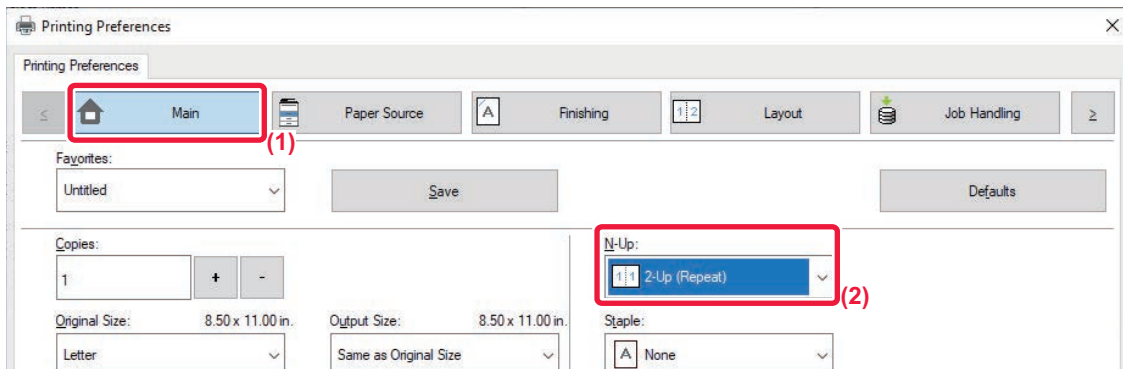 Printing Preferences
Printing Preferences
≤ Main Paper Source Finishing Layout Job Handling ≥
(1)
Favorites:
Untitled Save Defaults
Copies: N-Up:
1 + - 2-Up (Repeat)
(2)
Original Size: 8.50 x 11.00 in. Output Size: 8.50 x 11.00 in. Staple:
Letter Same as Original Size None